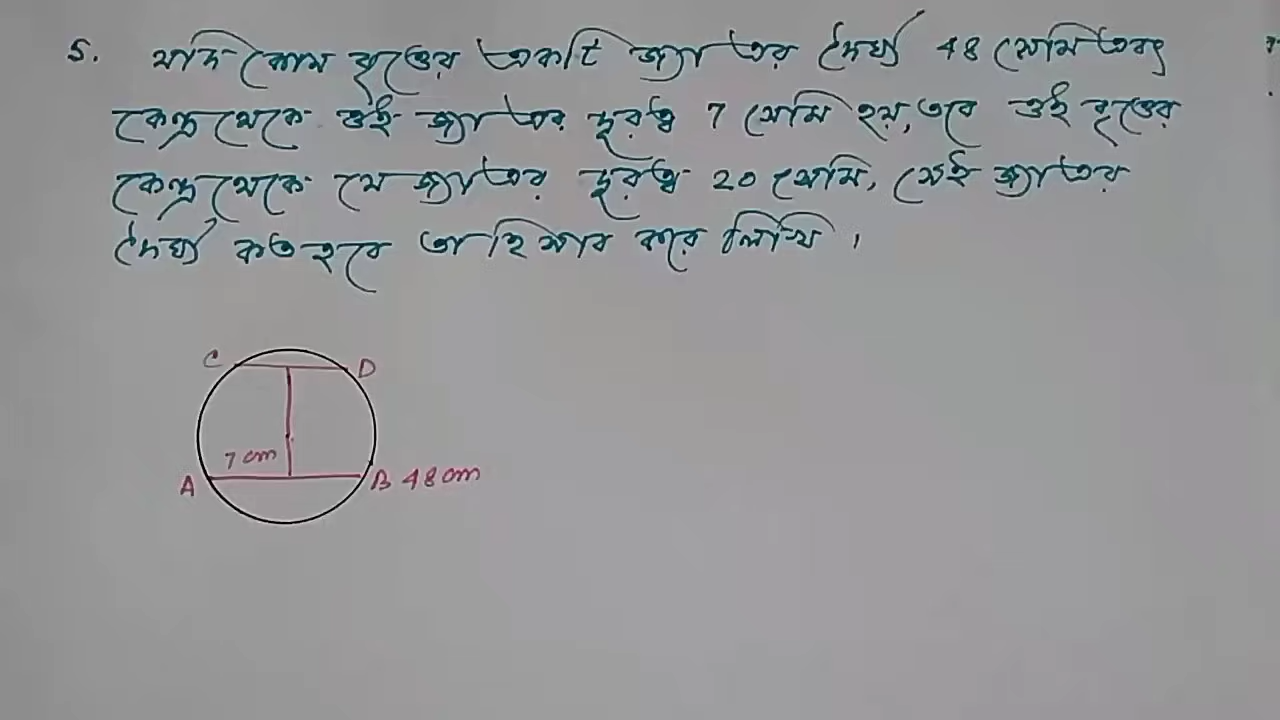 5. যদি কোন বৃত্তের একটি জ্যা এর দৈর্ঘ্য 48 সেমি এবং
কেন্দ্র থেকে ওই জ্যা এর দূরত্ব 7 সেমি হয়, তবে ওই বৃত্তের
কেন্দ্র থেকে যে জ্যা এর দূরত্ব 20 সেমি, সেই জ্যা এর
দৈর্ঘ্য কত হবে তা হিসাব করে লিখি ।
C D
7 cm
A B 48 cm